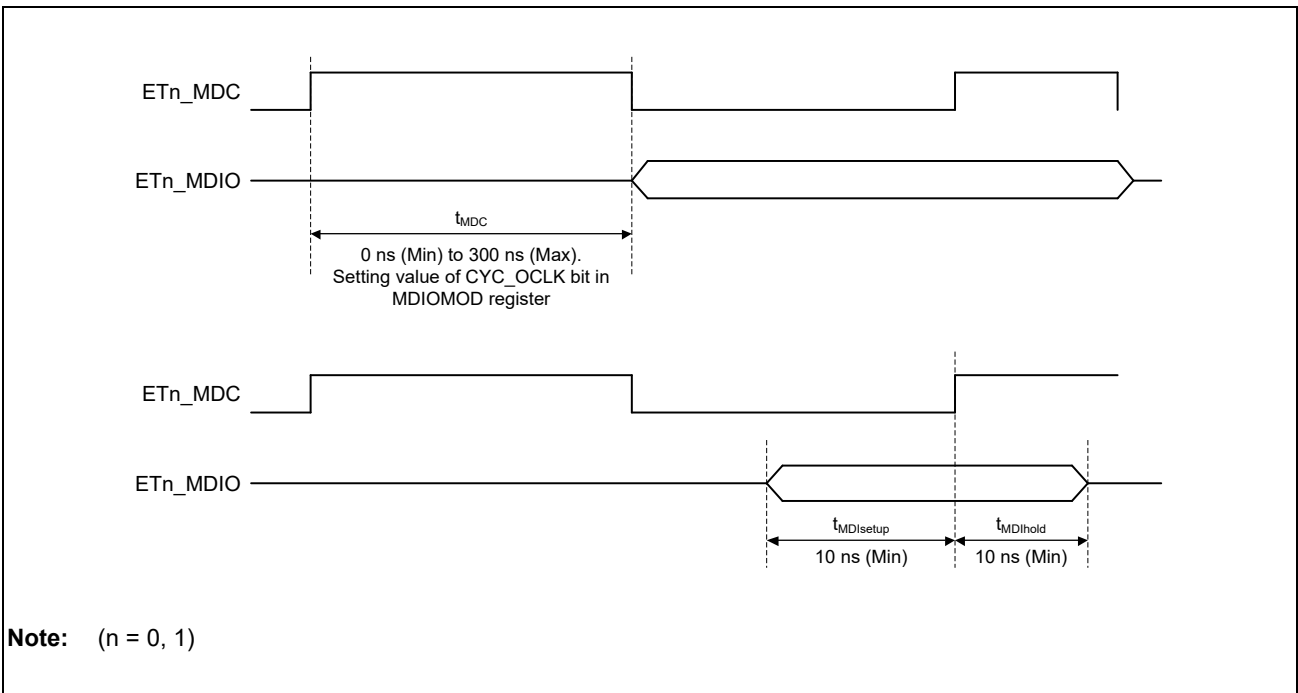 ETn_MDC
ETn_MDIO
tMDC
0 ns (Min) to 300 ns (Max).
Setting value of CYC_OCLK bit in
MDIOMOD register
ETn_MDC
ETn_MDIO
tMDIsetup tMDIhold
10 ns (Min) 10 ns (Min)
Note: (n = 0, 1)